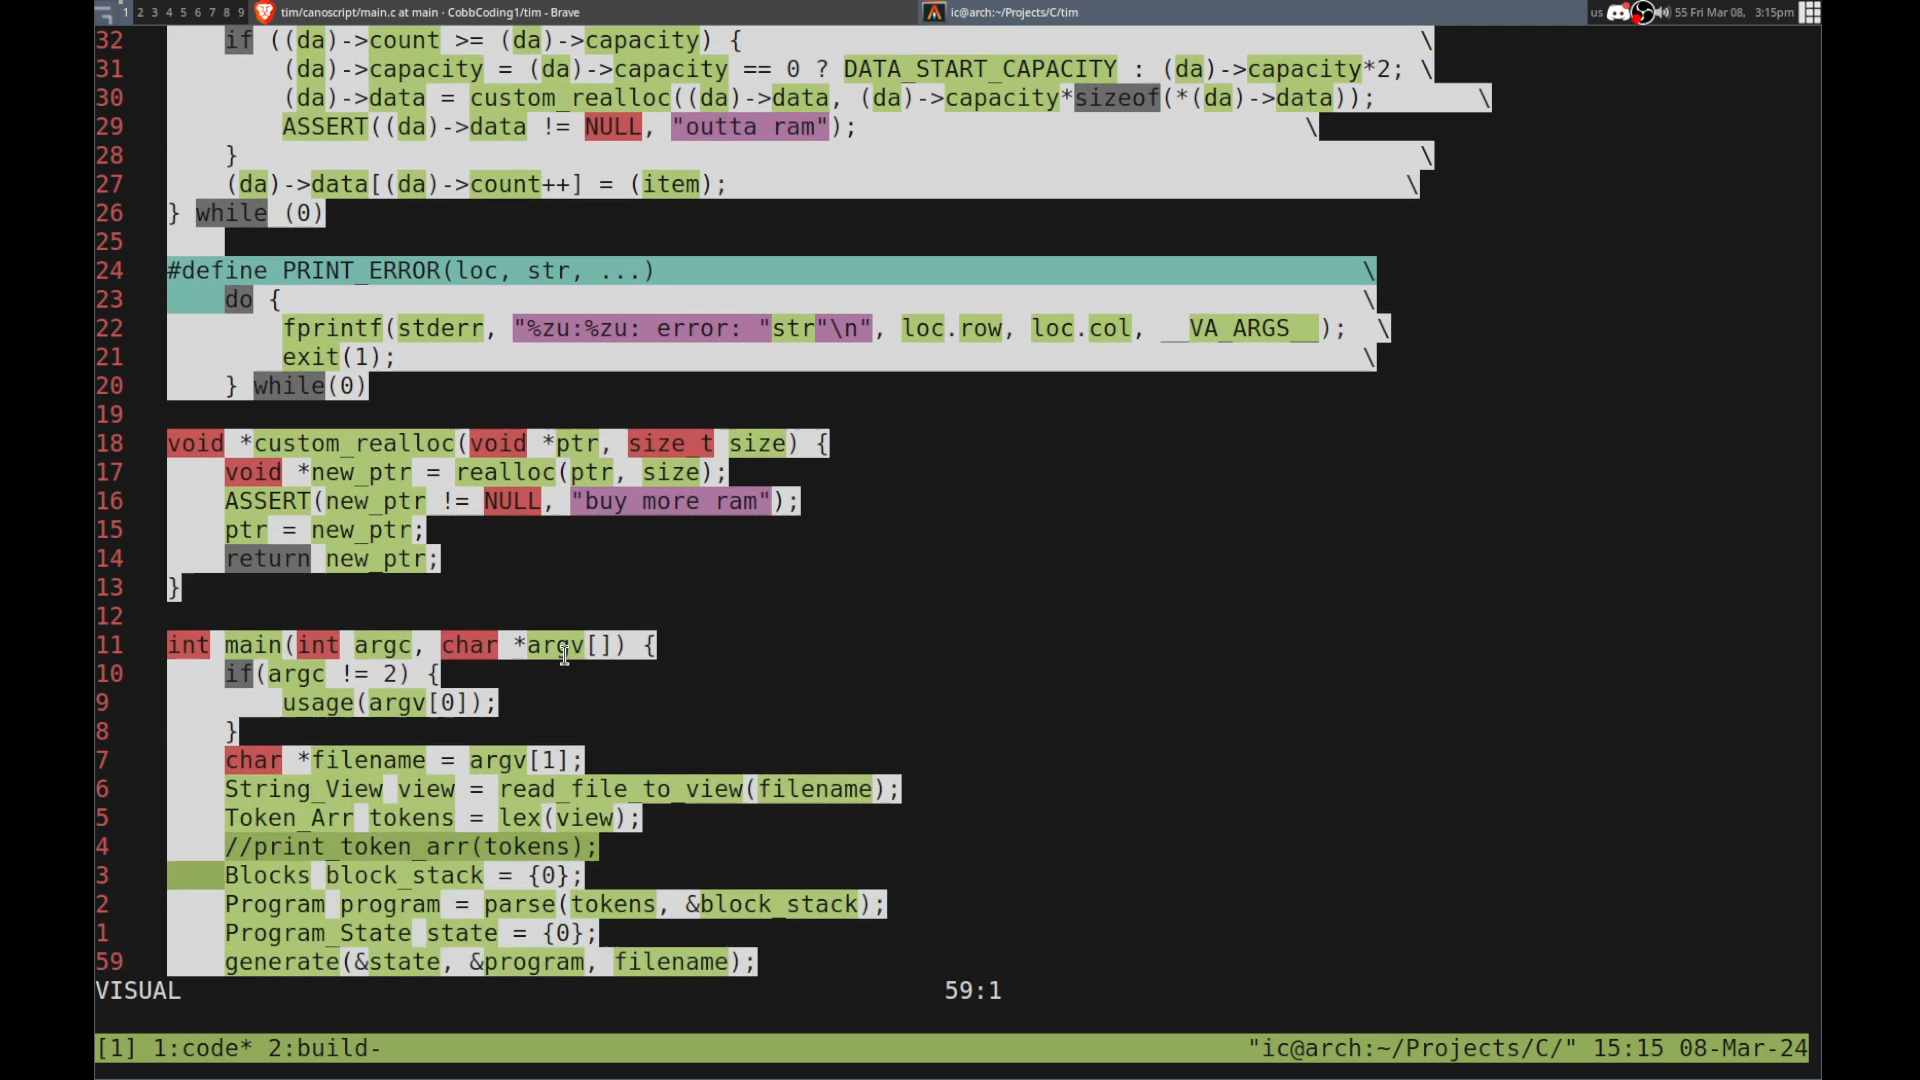 1 2 3 4 5 6 7 8 9 tim/canoscript/main.c at main · CobbCoding1/tim - Brave ic@arch:~/Projects/C/tim us 55 Fri Mar 08, 3:15pm
32 if ((da)->count >= (da)->capacity) { \
31 (da)->capacity = (da)->capacity == 0 ? DATA_START_CAPACITY : (da)->capacity*2; \
30 (da)->data = custom_realloc((da)->data, (da)->capacity*sizeof(*(da)->data)); \
29 ASSERT((da)->data != NULL, "outta ram"); \
28 } \
27 (da)->data[(da)->count++] = (item); \
26 } while (0)
25
24 #define PRINT_ERROR(loc, str, ...) \
23 do { \
22 fprintf(stderr, "%zu:%zu: error: "str"\n", loc.row, loc.col, __VA_ARGS__); \
21 exit(1); \
20 } while(0)
19
18 void *custom_realloc(void *ptr, size_t size) {
17 void *new_ptr = realloc(ptr, size);
16 ASSERT(new_ptr != NULL, "buy more ram");
15 ptr = new_ptr;
14 return new_ptr;
13 }
12
11 int main(int argc, char *argv[]) {
10 if(argc != 2) {
9 usage(argv[0]);
8 }
7 char *filename = argv[1];
6 String_View view = read_file_to_view(filename);
5 Token_Arr tokens = lex(view);
4 //print_token_arr(tokens);
3 Blocks block_stack = {0};
2 Program program = parse(tokens, &block_stack);
1 Program_State state = {0};
59 generate(&state, &program, filename);
VISUAL 59:1
[1] 1:code* 2:build- "ic@arch:~/Projects/C/" 15:15 08-Mar-24